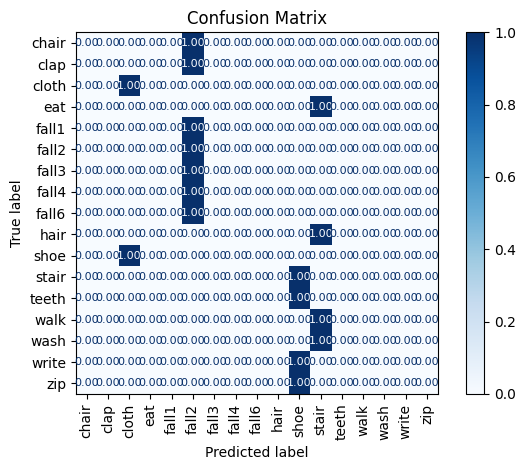 Confusion Matrix
chair 0.00 0.00 0.00 0.00 0.00 1.00 0.00 0.00 0.00 0.00 0.00 0.00 0.00 0.00 0.00 0.00 0.00
clap 0.00 0.00 0.00 0.00 0.00 1.00 0.00 0.00 0.00 0.00 0.00 0.00 0.00 0.00 0.00 0.00 0.00
cloth 0.00 0.00 1.00 0.00 0.00 0.00 0.00 0.00 0.00 0.00 0.00 0.00 0.00 0.00 0.00 0.00 0.00
eat 0.00 0.00 0.00 0.00 0.00 0.00 0.00 0.00 0.00 0.00 0.00 1.00 0.00 0.00 0.00 0.00 0.00
fall1 0.00 0.00 0.00 0.00 0.00 1.00 0.00 0.00 0.00 0.00 0.00 0.00 0.00 0.00 0.00 0.00 0.00
fall2 0.00 0.00 0.00 0.00 0.00 1.00 0.00 0.00 0.00 0.00 0.00 0.00 0.00 0.00 0.00 0.00 0.00
fall3 0.00 0.00 0.00 0.00 0.00 1.00 0.00 0.00 0.00 0.00 0.00 0.00 0.00 0.00 0.00 0.00 0.00
fall4 0.00 0.00 0.00 0.00 0.00 1.00 0.00 0.00 0.00 0.00 0.00 0.00 0.00 0.00 0.00 0.00 0.00
fall6 0.00 0.00 0.00 0.00 0.00 1.00 0.00 0.00 0.00 0.00 0.00 0.00 0.00 0.00 0.00 0.00 0.00
hair 0.00 0.00 0.00 0.00 0.00 0.00 0.00 0.00 0.00 0.00 0.00 1.00 0.00 0.00 0.00 0.00 0.00
shoe 0.00 0.00 1.00 0.00 0.00 0.00 0.00 0.00 0.00 0.00 0.00 0.00 0.00 0.00 0.00 0.00 0.00
stair 0.00 0.00 0.00 0.00 0.00 0.00 0.00 0.00 0.00 0.00 1.00 0.00 0.00 0.00 0.00 0.00 0.00
teeth 0.00 0.00 0.00 0.00 0.00 0.00 0.00 0.00 0.00 0.00 1.00 0.00 0.00 0.00 0.00 0.00 0.00
walk 0.00 0.00 0.00 0.00 0.00 0.00 0.00 0.00 0.00 0.00 0.00 1.00 0.00 0.00 0.00 0.00 0.00
wash 0.00 0.00 0.00 0.00 0.00 0.00 0.00 0.00 0.00 0.00 0.00 1.00 0.00 0.00 0.00 0.00 0.00
write 0.00 0.00 0.00 0.00 0.00 0.00 0.00 0.00 0.00 0.00 1.00 0.00 0.00 0.00 0.00 0.00 0.00
zip 0.00 0.00 0.00 0.00 0.00 0.00 0.00 0.00 0.00 0.00 1.00 0.00 0.00 0.00 0.00 0.00 0.00
True label
chair clap cloth eat fall1 fall2 fall3 fall4 fall6 hair shoe stair teeth walk wash write zip
Predicted label
1.0
0.8
0.6
0.4
0.2
0.0